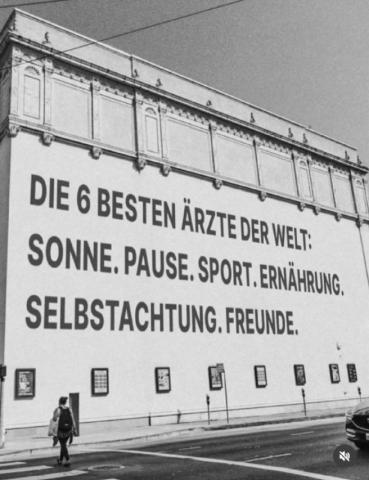 DIE 6 BESTEN ÄRZTE DER WELT:
SONNE. PAUSE. SPORT. ERNÄHRUNG.
SELBSTACHTUNG. FREUNDE.